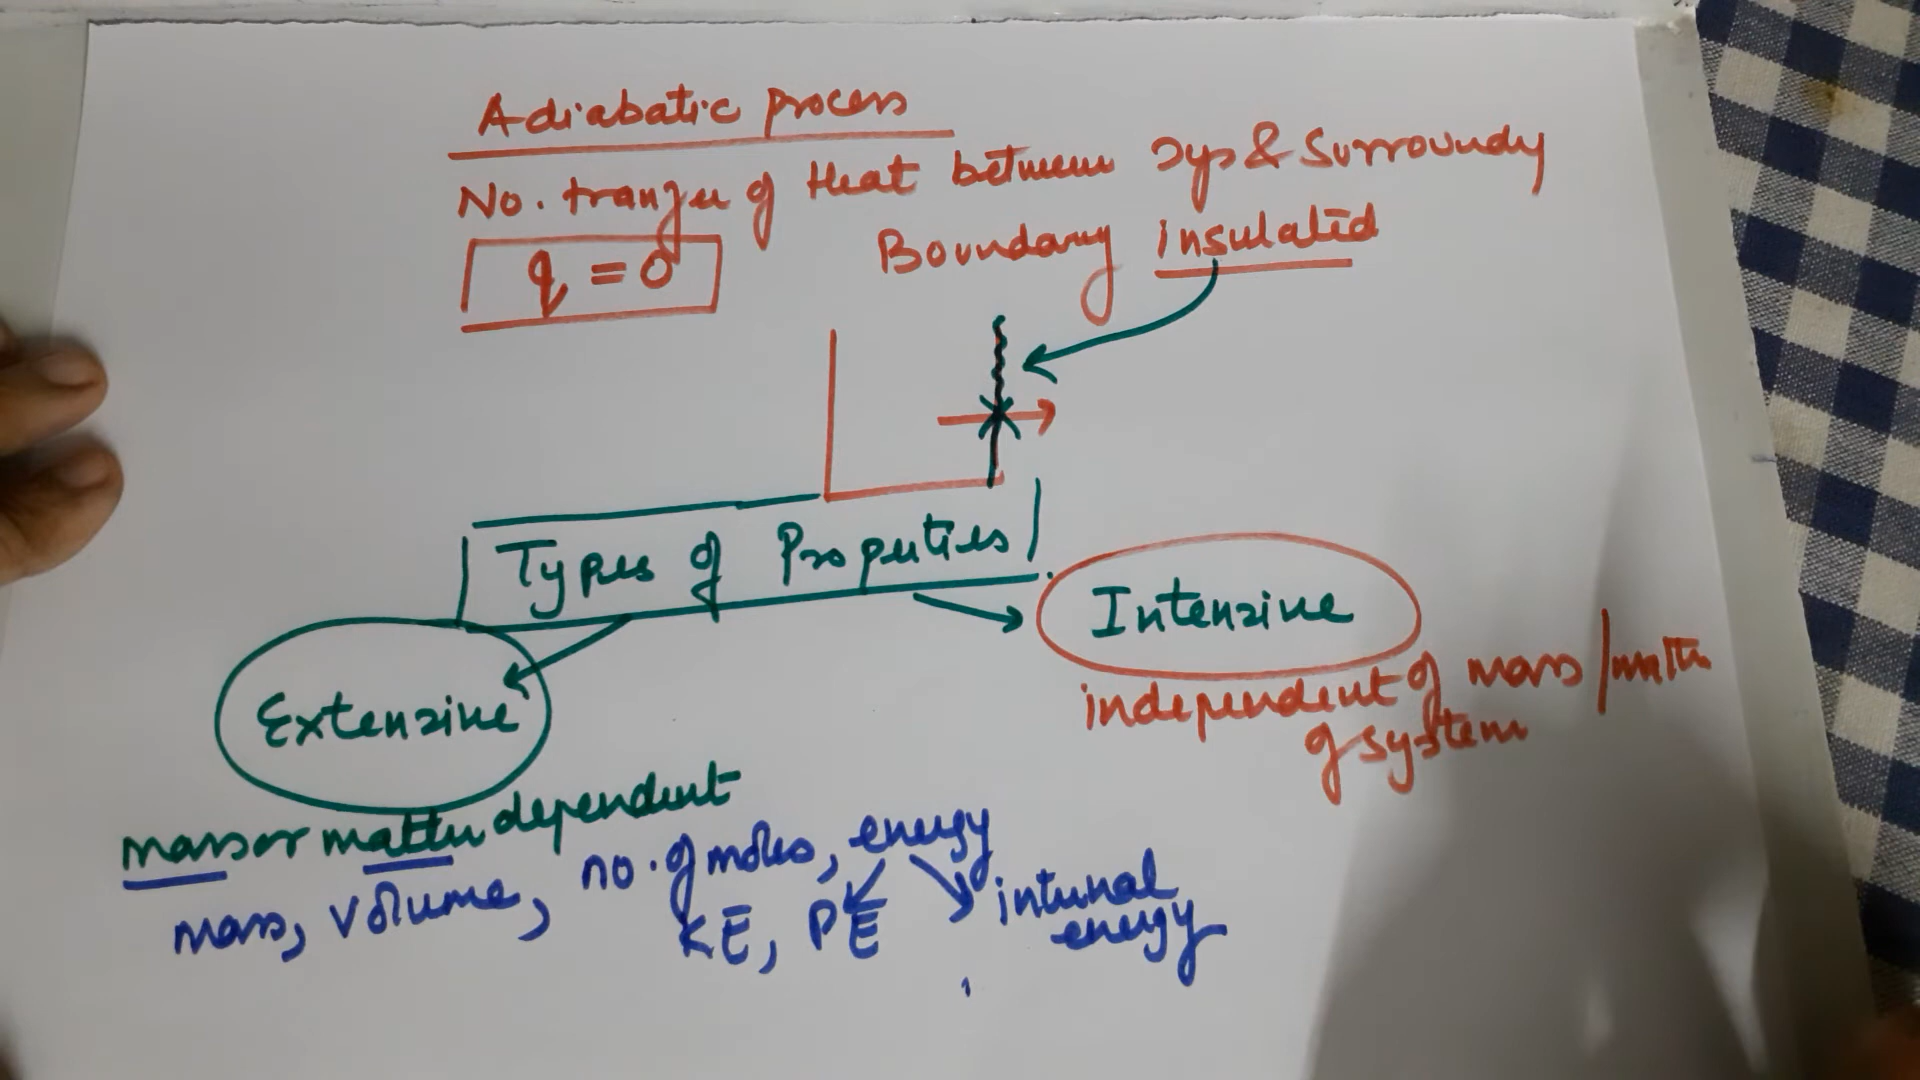 Adiabatic process
No. transfer of Heat between sys & surroundg
q = 0
Boundary insulated
Types of Properties
Intensive
independent of mass / matter
of system
Extensive
mass or matter dependent
mass, volume, no. of moles, energy
KE, PE
internal
energy